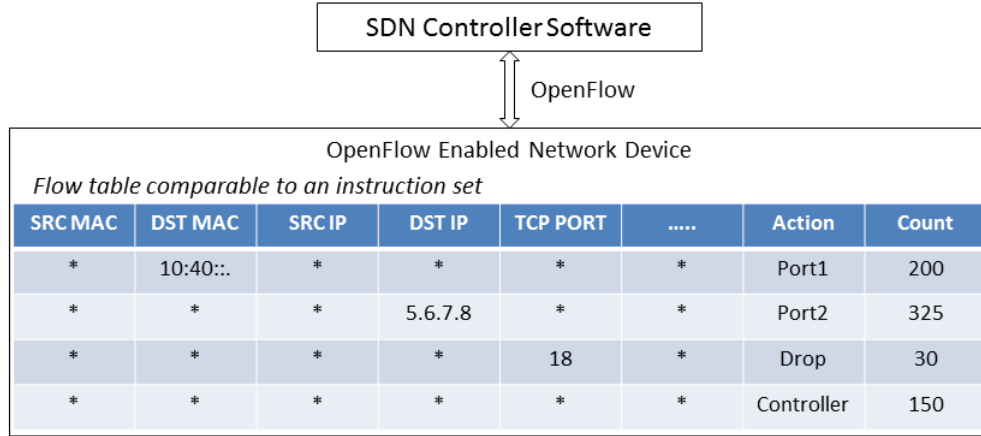 SDN Controller Software
OpenFlow
OpenFlow Enabled Network Device
Flow table comparable to an instruction set
SRC MAC DST MAC SRC IP DST IP TCP PORT ..... Action Count
* 10:40::. * * * * Port1 200
* * * 5.6.7.8 * * Port2 325
* * * * 18 * Drop 30
* * * * * * Controller 150